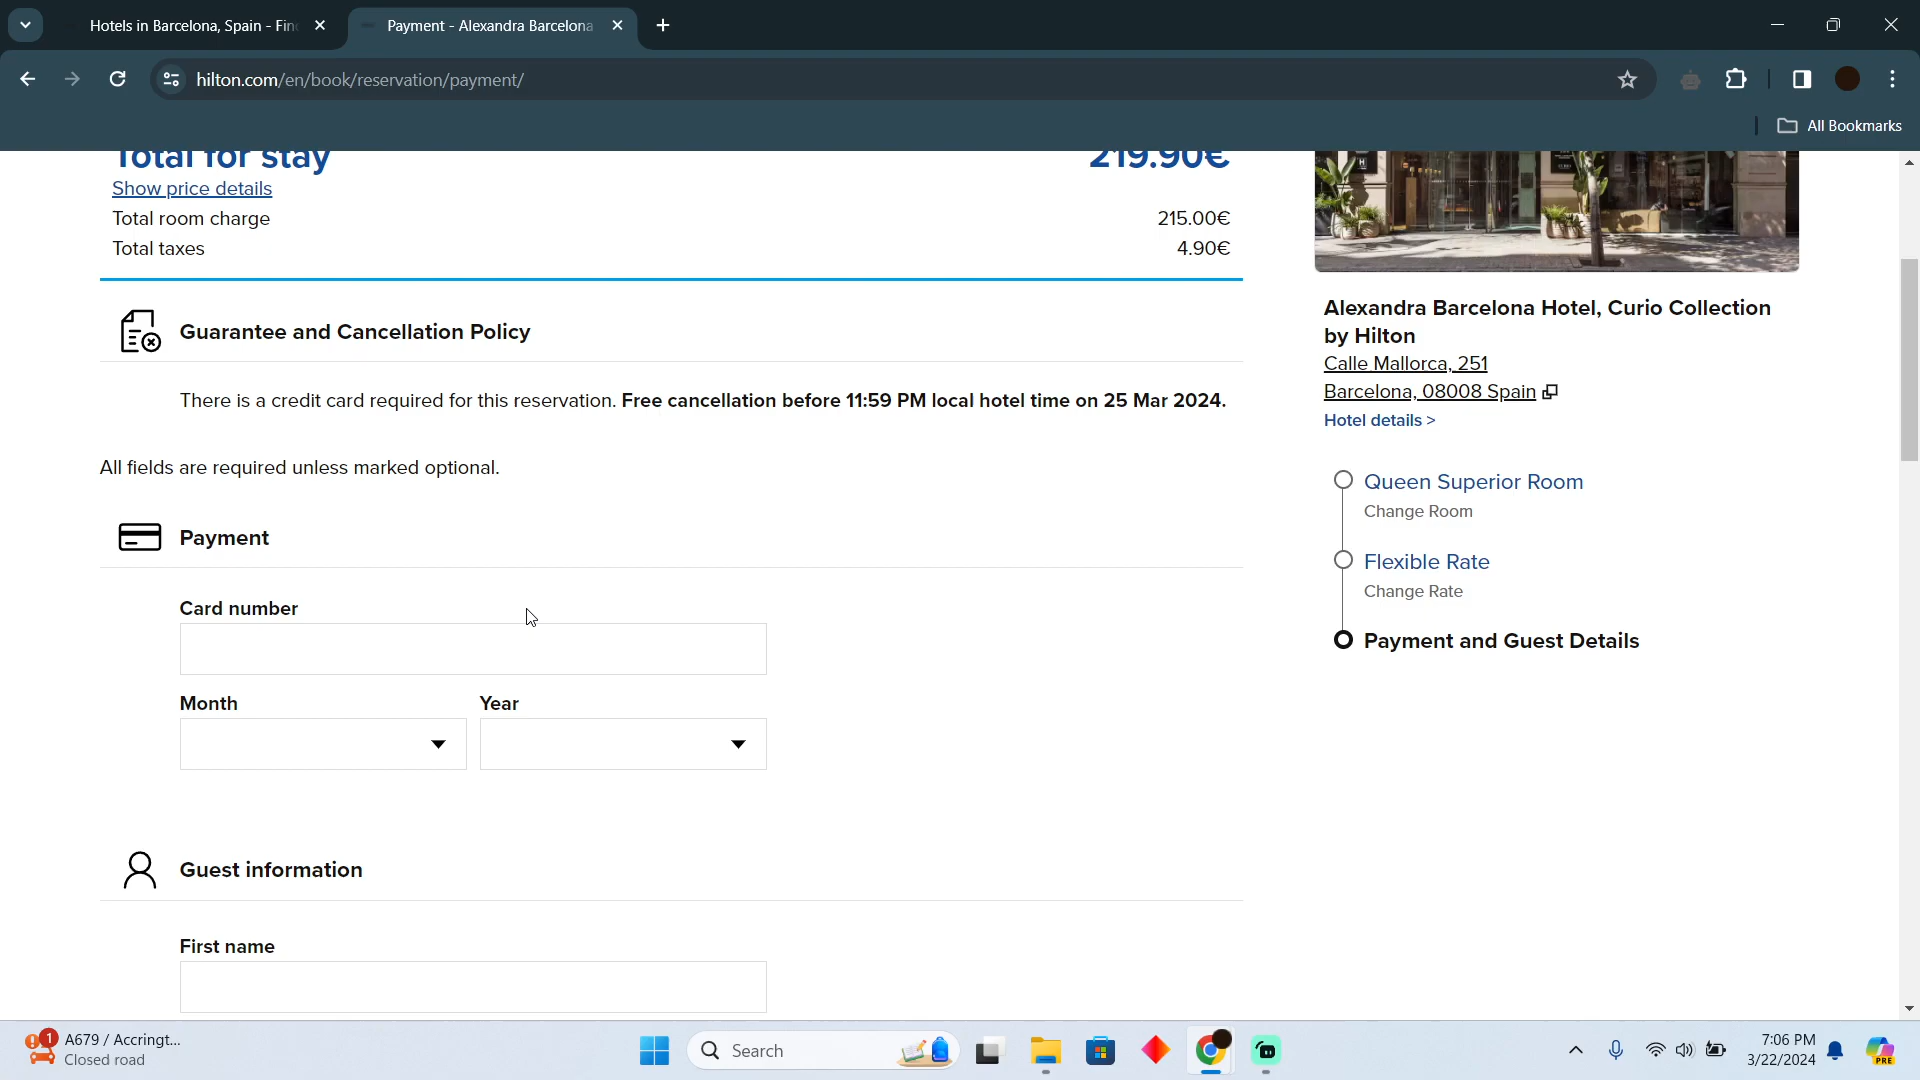 Hotels in Barcelona, Spain - Fin
Payment - Alexandra Barcelona
hilton.com/en/book/reservation/payment/
All Bookmarks
Total for stay
219.90€
Show price details
Total room charge
215.00€
Total taxes
4.90€
Guarantee and Cancellation Policy
There is a credit card required for this reservation. Free cancellation before 11:59 PM local hotel time on 25 Mar 2024.
All fields are required unless marked optional.
Payment
Card number
Month
Year
Guest information
First name
Alexandra Barcelona Hotel, Curio Collection
by Hilton
Calle Mallorca, 251
Barcelona, 08008 Spain
Hotel details >
Queen Superior Room
Change Room
Flexible Rate
Change Rate
Payment and Guest Details
1
A679 / Accringt...
Closed road
Search
PRE
7:06 PM
3/22/2024